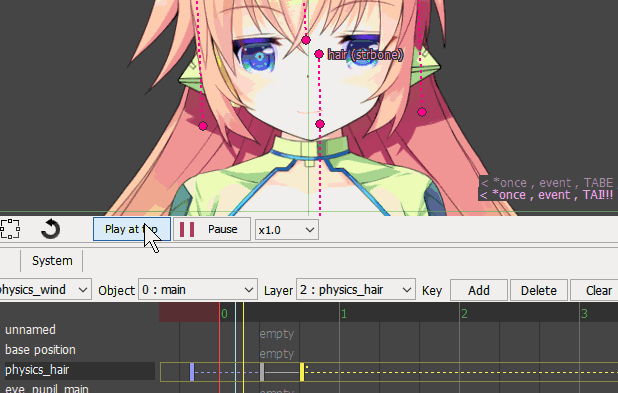 hair (strbone)
< *once , event , TABE
< *once , event , TAI!!!
Play at top
Pause
x1.0
System
physics_wind
Object
0 : main
Layer
2 : physics_hair
Key
Add
Delete
Clear
0
1
2
3
unnamed
empty
base position
empty
physics_hair
eye_pupil_main
empty